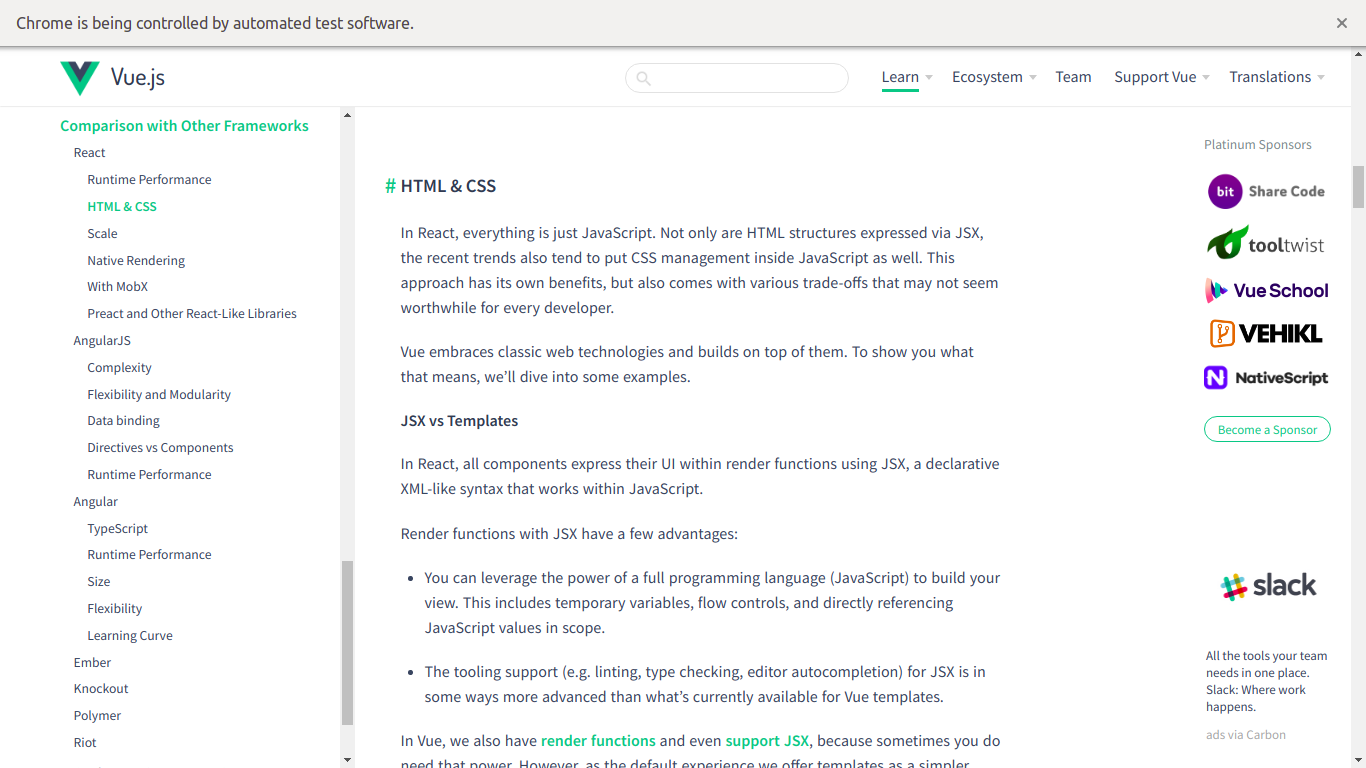 Chrome is being controlled by automated test software.
Vue.js
Learn
Ecosystem
Team
Support Vue
Translations
Comparison with Other Frameworks
React
Runtime Performance
HTML & CSS
Scale
Native Rendering
With MobX
Preact and Other React-Like Libraries
AngularJS
Complexity
Flexibility and Modularity
Data binding
Directives vs Components
Runtime Performance
Angular
TypeScript
Runtime Performance
Size
Flexibility
Learning Curve
Ember
Knockout
Polymer
Riot
# HTML & CSS
In React, everything is just JavaScript. Not only are HTML structures expressed via JSX,
the recent trends also tend to put CSS management inside JavaScript as well. This
approach has its own benefits, but also comes with various trade-offs that may not seem
worthwhile for every developer.
Vue embraces classic web technologies and builds on top of them. To show you what
that means, we’ll dive into some examples.
JSX vs Templates
In React, all components express their UI within render functions using JSX, a declarative
XML-like syntax that works within JavaScript.
Render functions with JSX have a few advantages:
• You can leverage the power of a full programming language (JavaScript) to build your
view. This includes temporary variables, flow controls, and directly referencing
JavaScript values in scope.
• The tooling support (e.g. linting, type checking, editor autocompletion) for JSX is in
some ways more advanced than what’s currently available for Vue templates.
In Vue, we also have render functions and even support JSX, because sometimes you do
need that power. However, as the default experience we offer templates as a simpler
Platinum Sponsors
bit Share Code
tooltwist
Vue School
VEHIKL
N NativeScript
Become a Sponsor
slack
All the tools your team
needs in one place.
Slack: Where work
happens.
ads via Carbon